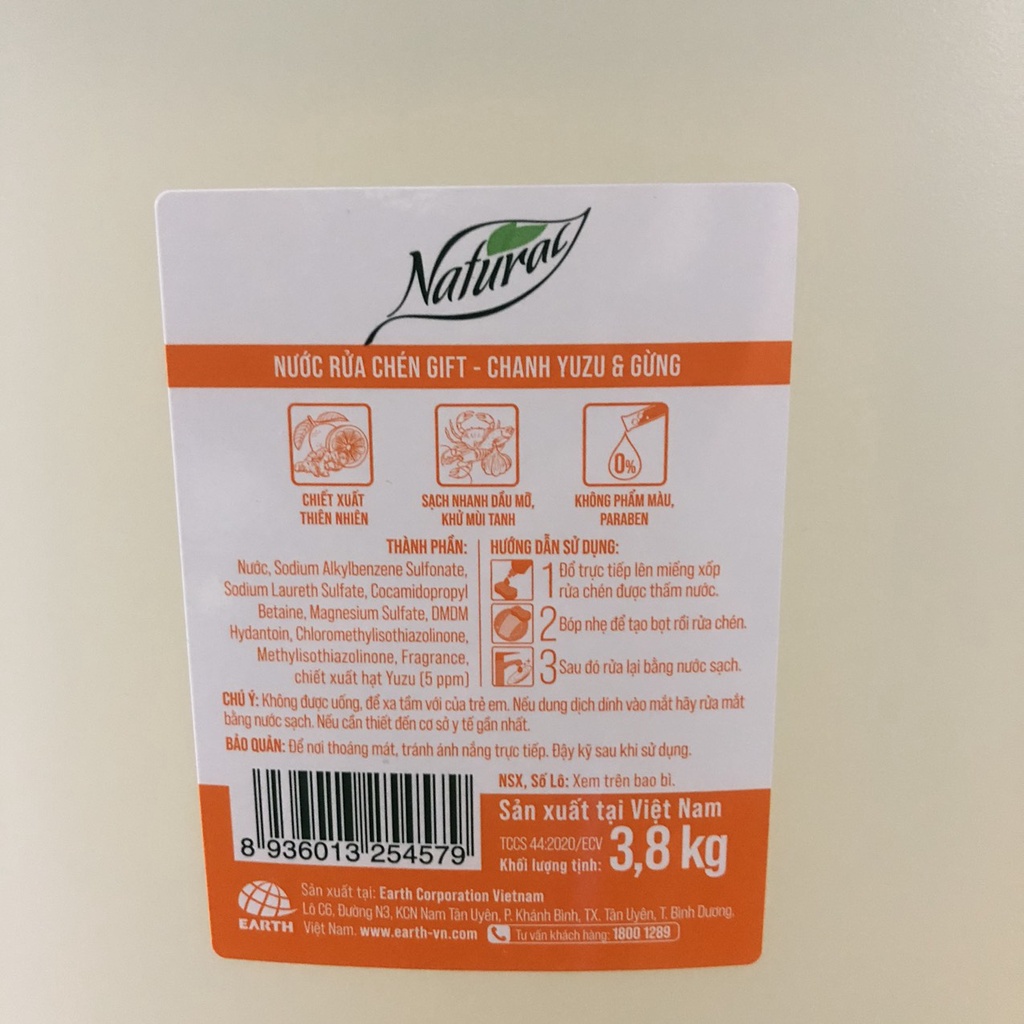 Natural
NƯỚC RỬA CHÉN GIFT - CHANH YUZU & GỪNG
CHIẾT XUẤT
THIÊN NHIÊN
SẠCH NHANH DẦU MỠ,
KHỬ MÙI TANH
0%
KHÔNG PHẨM MÀU,
PARABEN
THÀNH PHẦN:
Nước, Sodium Alkylbenzene Sulfonate,
Sodium Laureth Sulfate, Cocamidopropyl
Betaine, Magnesium Sulfate, DMDM
Hydantoin, Chloromethylisothiazolinone,
Methylisothiazolinone, Fragrance,
chiết xuất hạt Yuzu (5 ppm)
HƯỚNG DẪN SỬ DỤNG:
1 Đổ trực tiếp lên miếng xốp
rửa chén được thấm nước.
2 Bóp nhẹ để tạo bọt rồi rửa chén.
3 Sau đó rửa lại bằng nước sạch.
CHÚ Ý: Không được uống, để xa tầm với của trẻ em. Nếu dung dịch dính vào mắt hãy rửa mắt
bằng nước sạch. Nếu cần thiết đến cơ sở y tế gần nhất.
BẢO QUẢN: Để nơi thoáng mát, tránh ánh nắng trực tiếp. Đậy kỹ sau khi sử dụng.
NSX, Số Lô: Xem trên bao bì.
Sản xuất tại Việt Nam
TCCS 44:2020/ECV
Khối lượng tịnh: 3,8 kg
8 936013 254579
EARTH
Sản xuất tại: Earth Corporation Vietnam
Lô C6, Đường N3, KCN Nam Tân Uyên, P. Khánh Bình, TX. Tân Uyên, T. Bình Dương,
Việt Nam. www.earth-vn.com Tư vấn khách hàng: 1800 1289